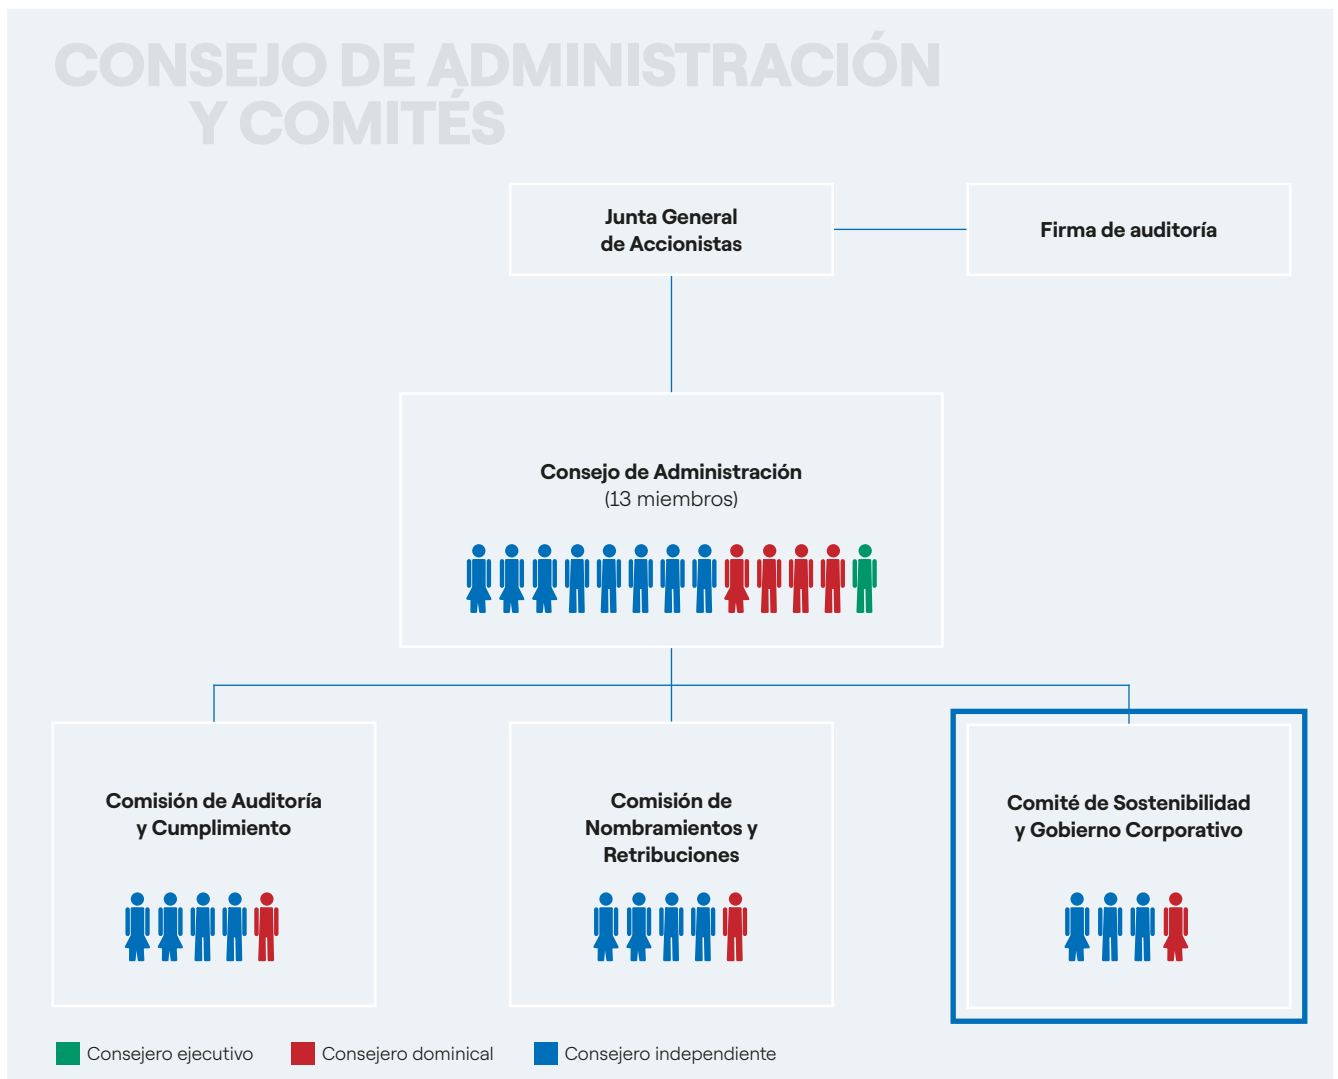 CONSEJO DE ADMINISTRACIÓN
Y COMITÉS
Junta General
de Accionistas
Firma de auditoría
Consejo de Administración
(13 miembros)
Comisión de Auditoría
y Cumplimiento
Comisión de
Nombramientos y
Retribuciones
Comité de Sostenibilidad
y Gobierno Corporativo
Consejero ejecutivo
Consejero dominical
Consejero independiente